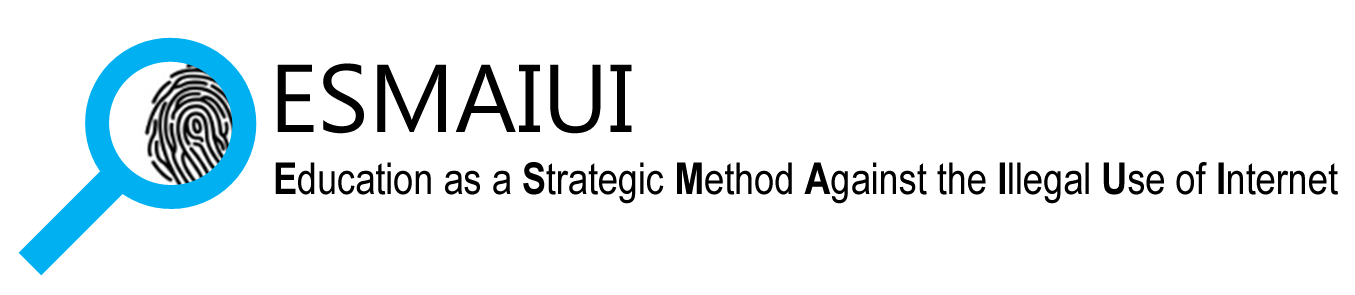 ESMAIUI
Education as a Strategic Method Against the Illegal Use of Internet